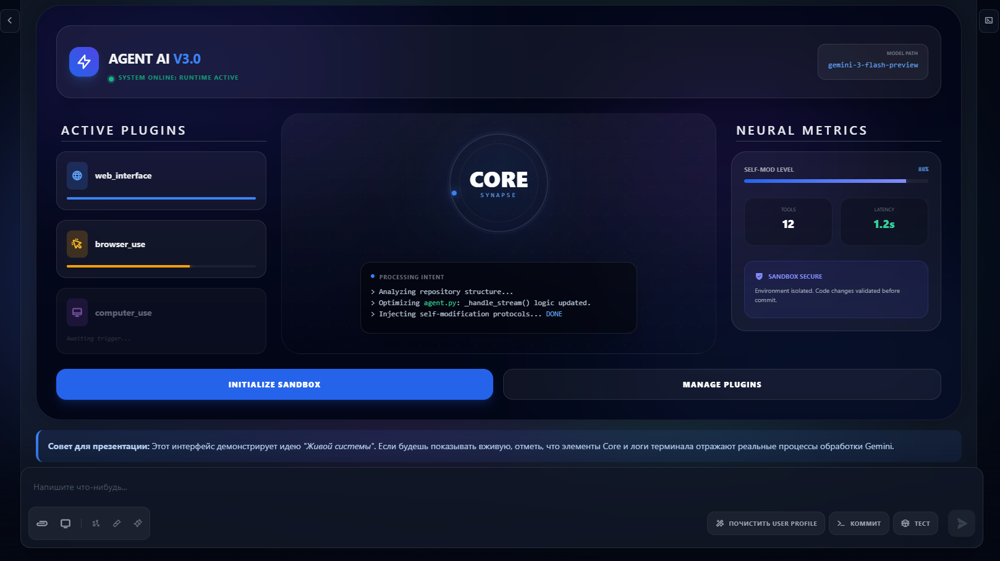 AGENT AI V3.0
SYSTEM ONLINE: RUNTIME ACTIVE
MODEL PATH
gemini-3-flash-preview
ACTIVE PLUGINS
web_interface
browser_use
computer_use
Awaiting trigger...
CORE
SYNAPSE
PROCESSING INTENT
> Analyzing repository structure...
> Optimizing agent.py: _handle_stream() logic updated.
> Injecting self-modification protocols... DONE
NEURAL METRICS
SELF-MOD LEVEL 88%
TOOLS
12
LATENCY
1.2s
SANDBOX SECURE
Environment isolated. Code changes validated before
commit.
INITIALIZE SANDBOX
MANAGE PLUGINS
Совет для презентации: Этот интерфейс демонстрирует идею "Живой системы". Если будешь показывать вживую, отметь, что элементы Core и логи терминала отражают реальные процессы обработки Gemini.
Напишите что-нибудь...
ПОЧИСТИТЬ USER PROFILE
КОММИТ
ТЕСТ